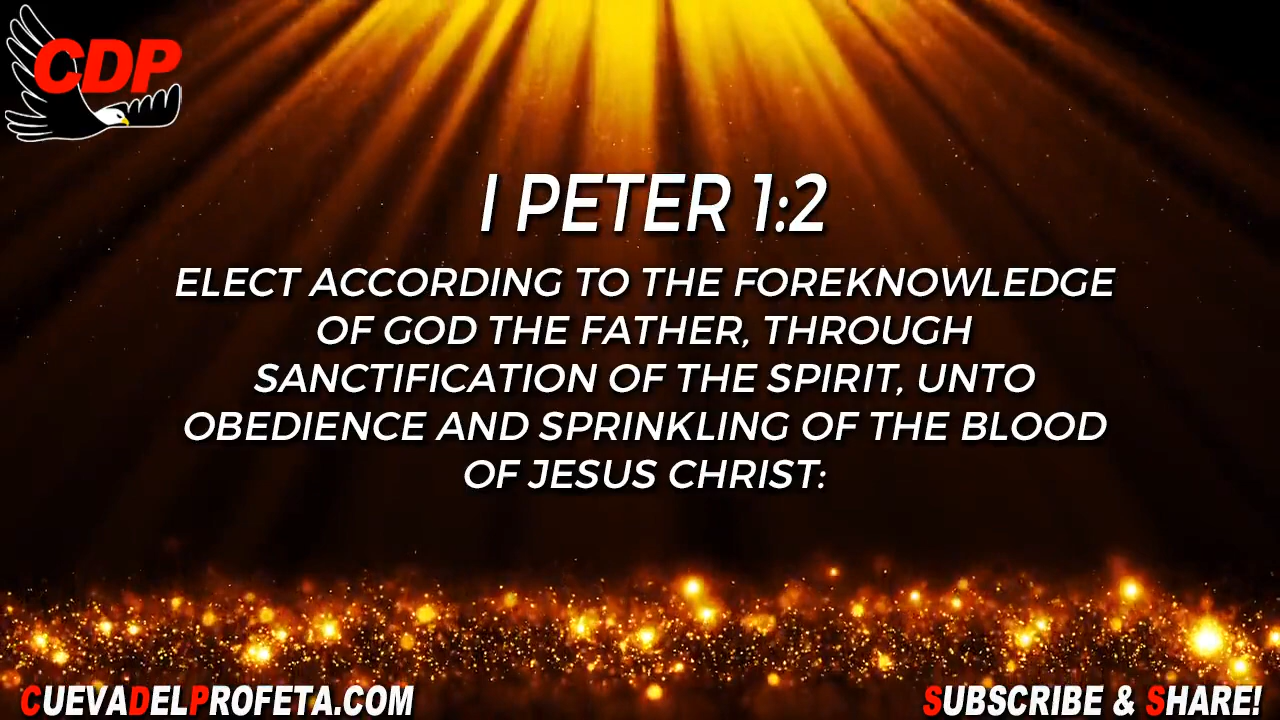 CDP
I PETER 1:2
ELECT ACCORDING TO THE FOREKNOWLEDGE
OF GOD THE FATHER, THROUGH
SANCTIFICATION OF THE SPIRIT, UNTO
OBEDIENCE AND SPRINKLING OF THE BLOOD
OF JESUS CHRIST:
CUEVADELPROFETA.COM
SUBSCRIBE & SHARE!